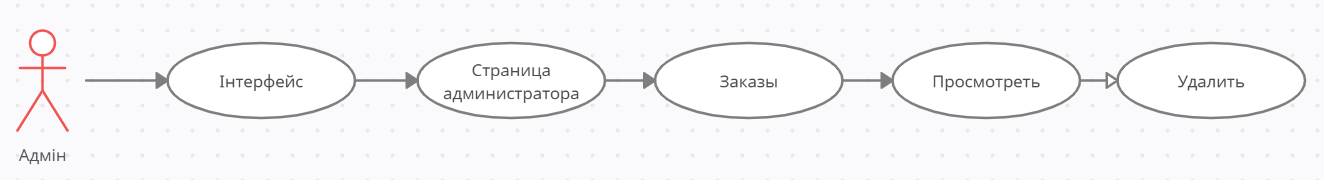 Адмін
Інтерфейс
Страница
администратора
Заказы
Просмотреть
Удалить